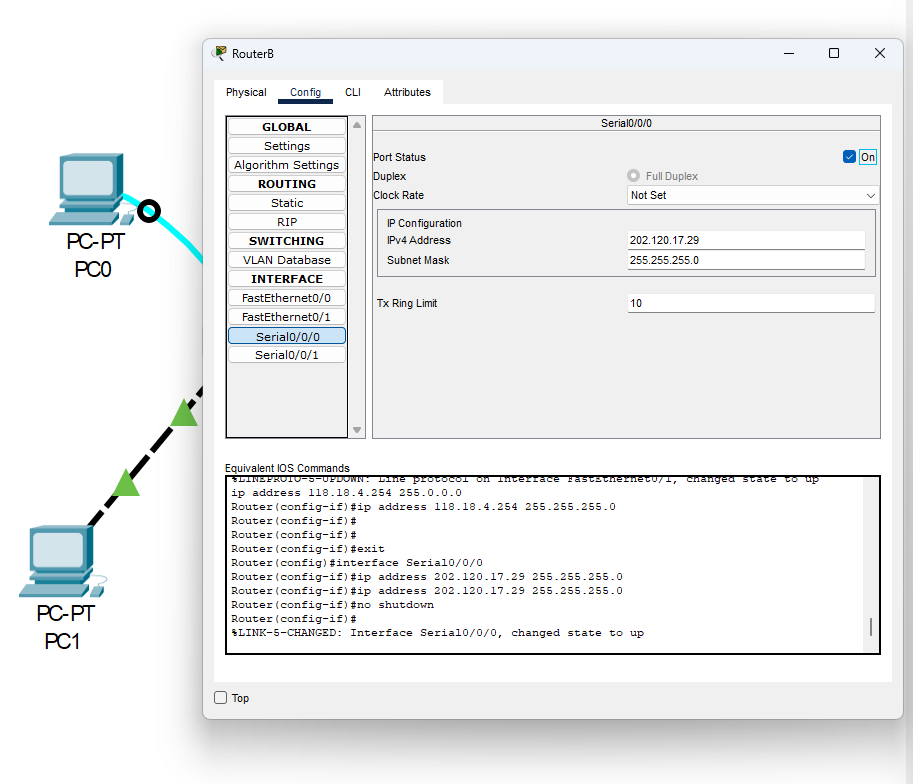 RouterB
Physical Config CLI Attributes
GLOBAL
Settings
Algorithm Settings
ROUTING
Static
RIP
SWITCHING
VLAN Database
INTERFACE
FastEthernet0/0
FastEthernet0/1
Serial0/0/0
Serial0/0/1
Serial0/0/0
Port Status On
Duplex Full Duplex
Clock Rate Not Set
IP Configuration
IPv4 Address 202.120.17.29
Subnet Mask 255.255.255.0
Tx Ring Limit 10
PC-PT
PC0
PC-PT
PC1
Equivalent IOS Commands
%LINEPROTO-5-UPDOWN: Line protocol on Interface FastEthernet0/1, changed state to up
ip address 118.18.4.254 255.0.0.0
Router(config-if)#ip address 118.18.4.254 255.255.255.0
Router(config-if)#
Router(config-if)#
Router(config-if)#exit
Router(config)#interface Serial0/0/0
Router(config-if)#ip address 202.120.17.29 255.255.255.0
Router(config-if)#ip address 202.120.17.29 255.255.255.0
Router(config-if)#no shutdown
Router(config-if)#
%LINK-5-CHANGED: Interface Serial0/0/0, changed state to up
Top